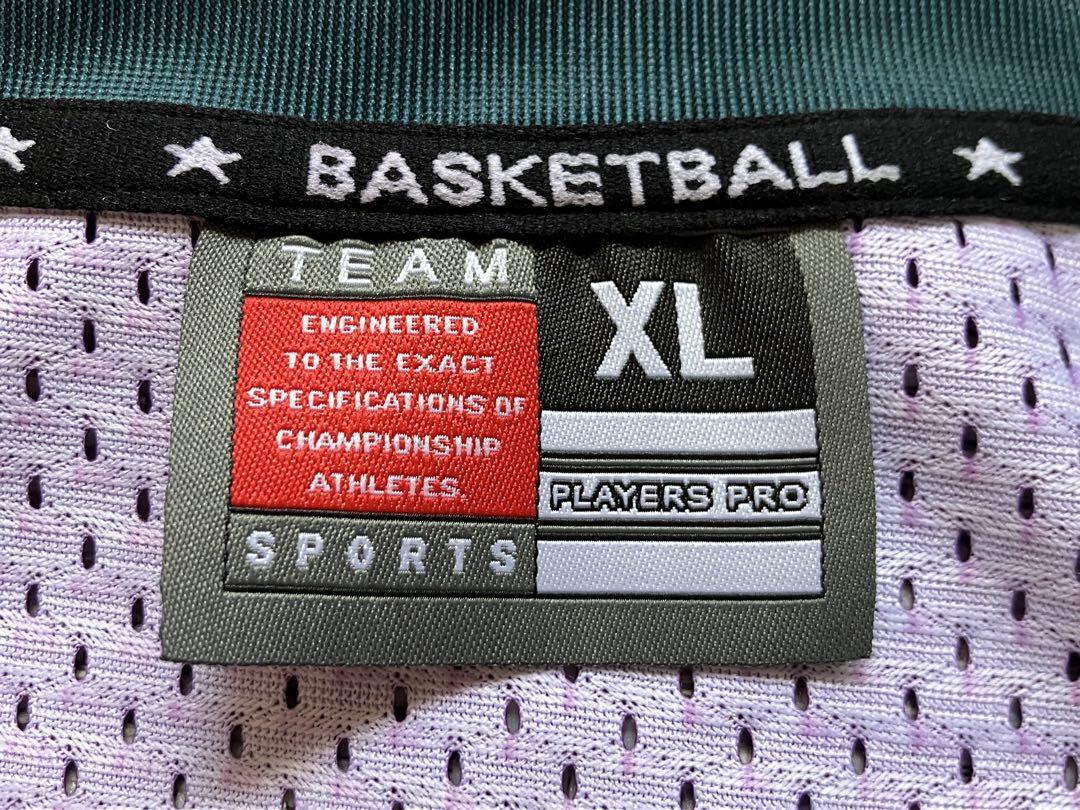 BASKETBALL
TEAM
ENGINEERED
TO THE EXACT
SPECIFICATIONS OF
CHAMPIONSHIP
ATHLETES.
SPORTS
XL
PLAYERS PRO